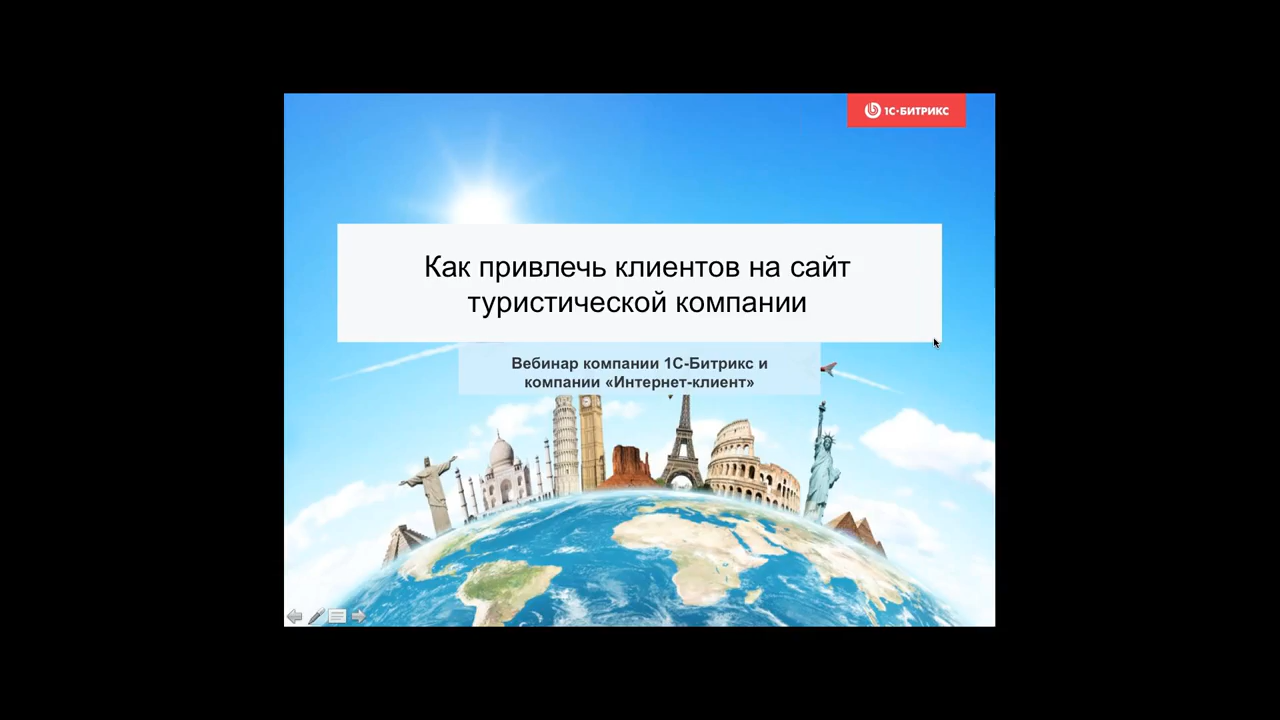 1С-БИТРИКС
Как привлечь клиентов на сайт
туристической компании
Вебинар компании 1С-Битрикс и
компании «Интернет-клиент»